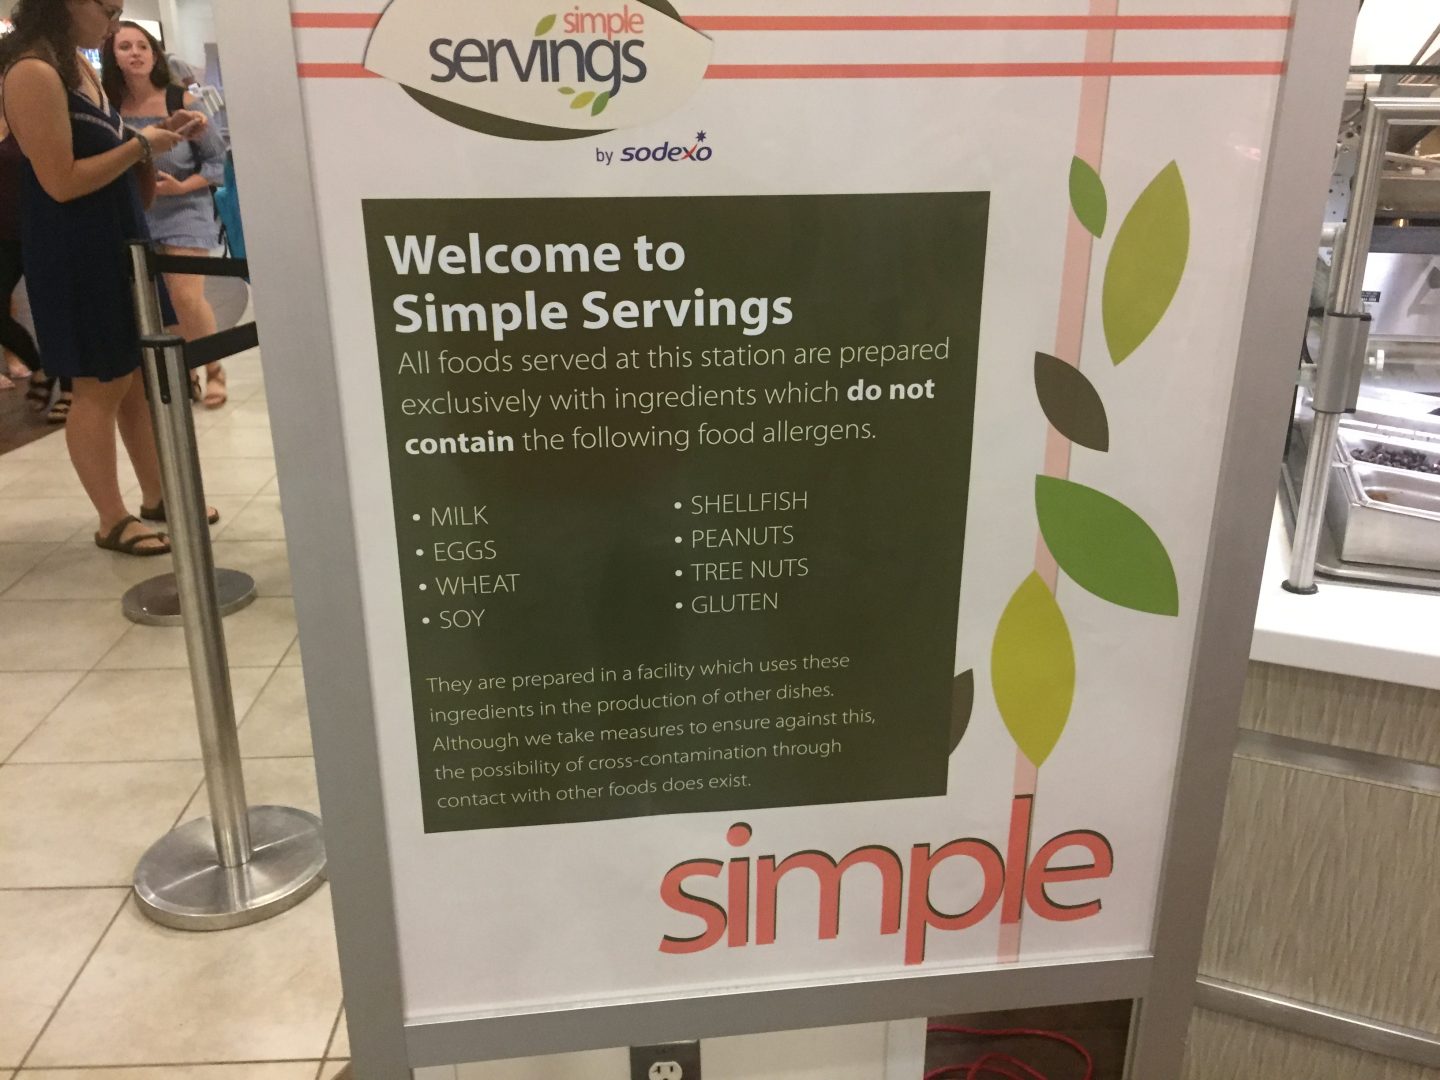 simple
servings
by sodexo
Welcome to
Simple Servings
All foods served at this station are prepared
exclusively with ingredients which do not
contain the following food allergens.
• MILK
• EGGS
• WHEAT
• SOY
• SHELLFISH
• PEANUTS
• TREE NUTS
• GLUTEN
They are prepared in a facility which uses these
ingredients in the production of other dishes.
Although we take measures to ensure against this,
the possibility of cross-contamination through
contact with other foods does exist.
simple